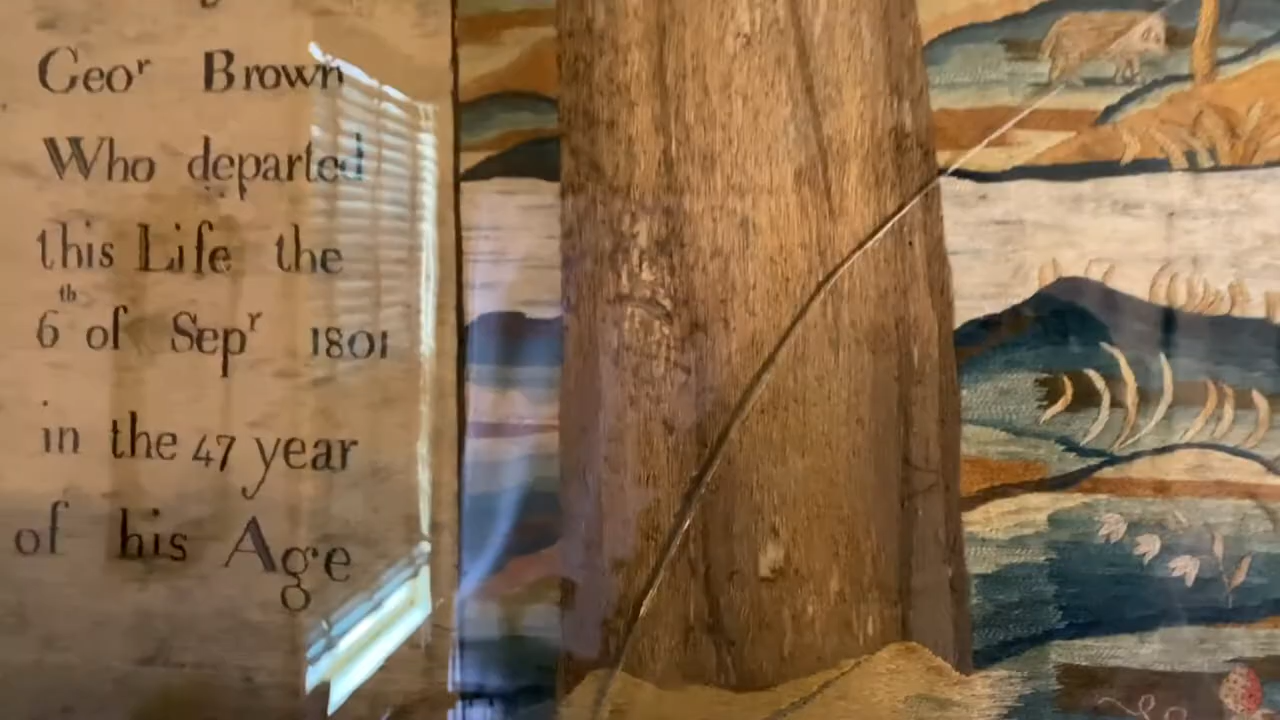 Geoʳ Brown
Who departed
this Life the
6ᵗʰ of Sepʳ 1801
in the 47 year
of his Age